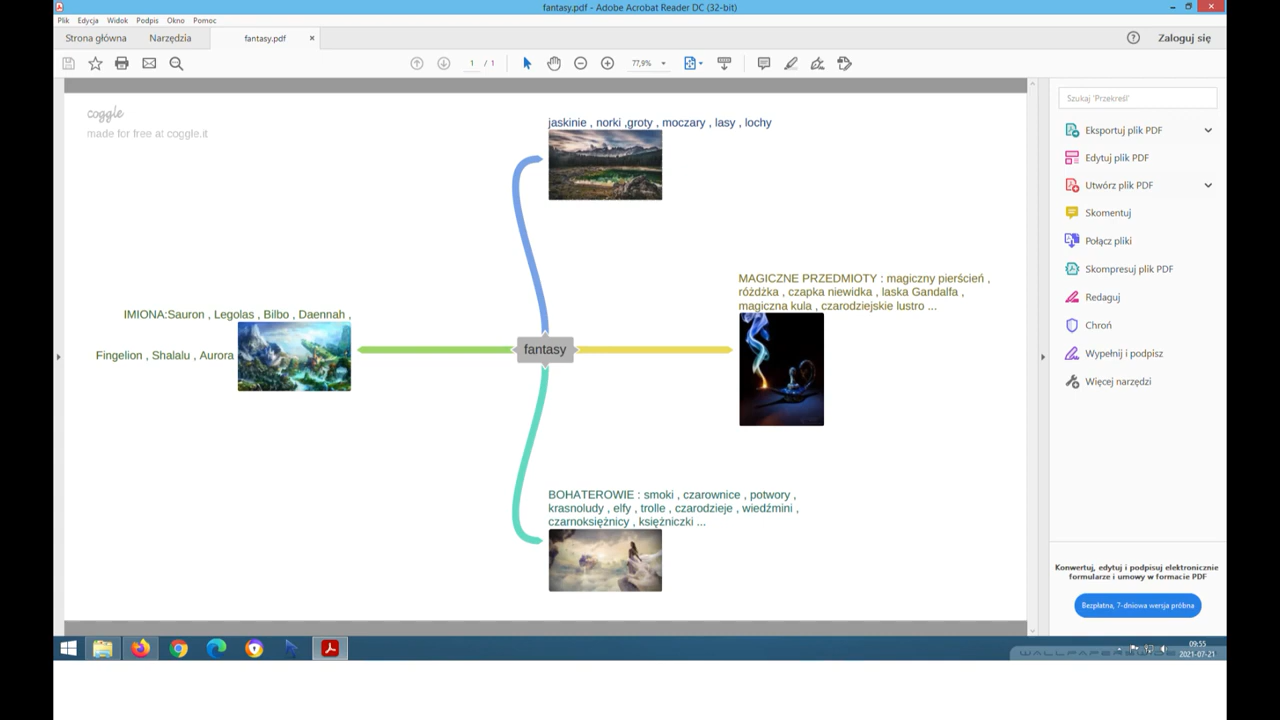 fantasy.pdf - Adobe Acrobat Reader DC (32-bit)
Plik Edycja Widok Podpis Okno Pomoc
Strona główna Narzędzia fantasy.pdf × Zaloguj się
1 / 1 77,9%
coggle
made for free at coggle.it
jaskinie , norki ,groty , moczary , lasy , lochy
MAGICZNE PRZEDMIOTY : magiczny pierścień ,
różdżka , czapka niewidka , laska Gandalfa ,
magiczna kula , czarodziejskie lustro ...
IMIONA:Sauron , Legolas , Bilbo , Daennah ,
Fingelion , Shalalu , Aurora
fantasy
BOHATEROWIE : smoki , czarownice , potwory ,
krasnoludy , elfy , trolle , czarodzieje , wiedźmini ,
czarnoksiężnicy , księżniczki ...
Szukaj 'Przekreśl'
Eksportuj plik PDF
Edytuj plik PDF
Utwórz plik PDF
Skomentuj
Połącz pliki
Skompresuj plik PDF
Redaguj
Chroń
Wypełnij i podpisz
Więcej narzędzi
Konwertuj, edytuj i podpisuj elektronicznie
formularze i umowy w formacie PDF
Bezpłatna, 7-dniowa wersja próbna
09:55
2021-07-21